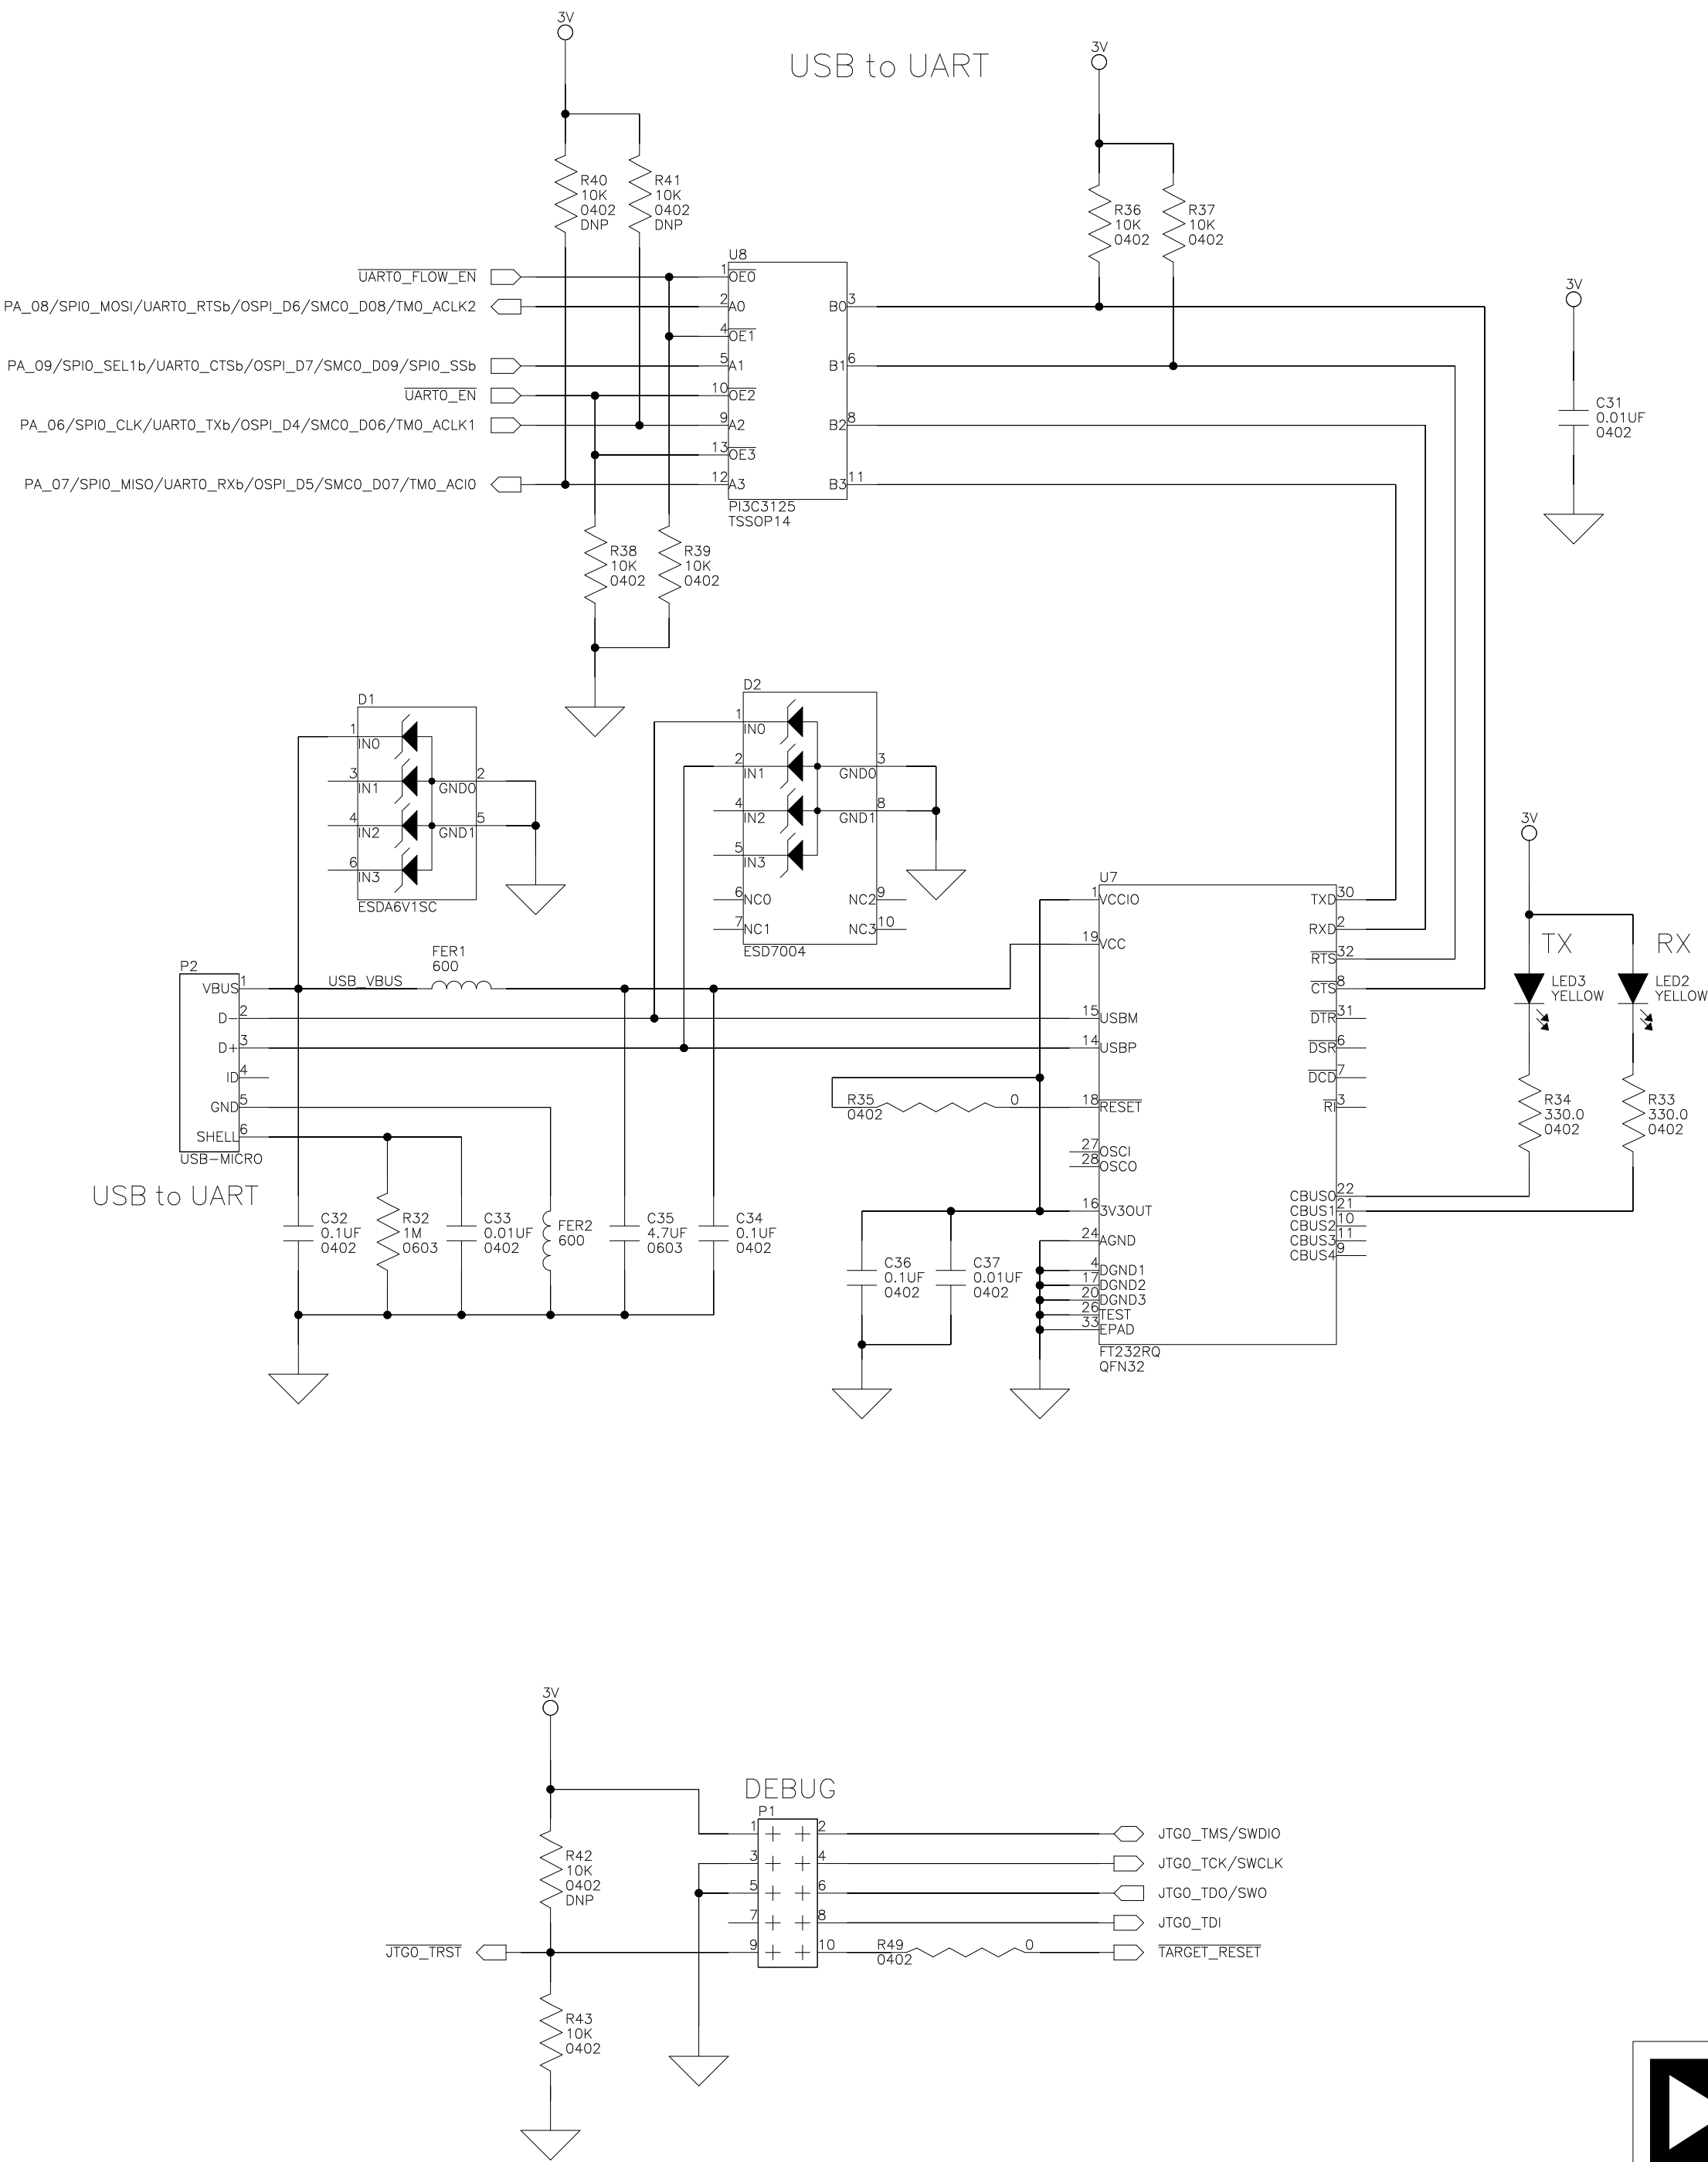 USB to UART
3V
3V
R40
10K
0402
DNP
R41
10K
0402
DNP
R36
10K
0402
R37
10K
0402
U8
UART0_FLOW_EN
1
OE0
PA_08/SPI0_MOSI/UART0_RTSb/OSPI_D6/SMC0_D08/TM0_ACLK2
2
A0
B0
3
4
OE1
PA_09/SPI0_SEL1b/UART0_CTSb/OSPI_D7/SMC0_D09/SPI0_SSb
5
A1
B1
6
UART0_EN
10
OE2
PA_06/SPI0_CLK/UART0_TXb/OSPI_D4/SMC0_D06/TM0_ACLK1
9
A2
B2
8
13
OE3
PA_07/SPI0_MISO/UART0_RXb/OSPI_D5/SMC0_D07/TM0_ACI0
12
A3
B3
11
PI3C3125
TSSOP14
3V
C31
0.01UF
0402
R38
10K
0402
R39
10K
0402
D1
1
IN0
3
IN1
4
IN2
6
IN3
GND0
2
GND1
5
ESDA6V1SC
D2
1
IN0
2
IN1
4
IN2
5
IN3
6
NC0
7
NC1
GND0
3
GND1
8
NC2
9
NC3
10
ESD7004
P2
VBUS
1
D-
2
D+
3
ID
4
GND
5
SHELL
6
USB-MICRO
USB to UART
USB_VBUS
FER1
600
C32
0.1UF
0402
R32
1M
0603
C33
0.01UF
0402
FER2
600
C35
4.7UF
0603
C34
0.1UF
0402
R35
0402
0
C36
0.1UF
0402
C37
0.01UF
0402
U7
1
VCCIO
19
VCC
15
USBM
14
USBP
18
RESET
27
OSCI
28
OSCO
16
3V3OUT
24
AGND
4
DGND1
17
DGND2
20
DGND3
26
TEST
33
EPAD
TXD
30
RXD
2
RTS
32
CTS
8
DTR
31
DSR
6
DCD
7
RI
3
CBUS0
22
CBUS1
21
CBUS2
10
CBUS3
11
CBUS4
9
FT232RQ
QFN32
3V
TX
RX
LED3
YELLOW
LED2
YELLOW
R34
330.0
0402
R33
330.0
0402
3V
DEBUG
P1
R42
10K
0402
DNP
1
2
JTG0_TMS/SWDIO
3
4
JTG0_TCK/SWCLK
5
6
JTG0_TDO/SWO
7
8
JTG0_TDI
JTG0_TRST
9
10
R49
0402
0
TARGET_RESET
R43
10K
0402